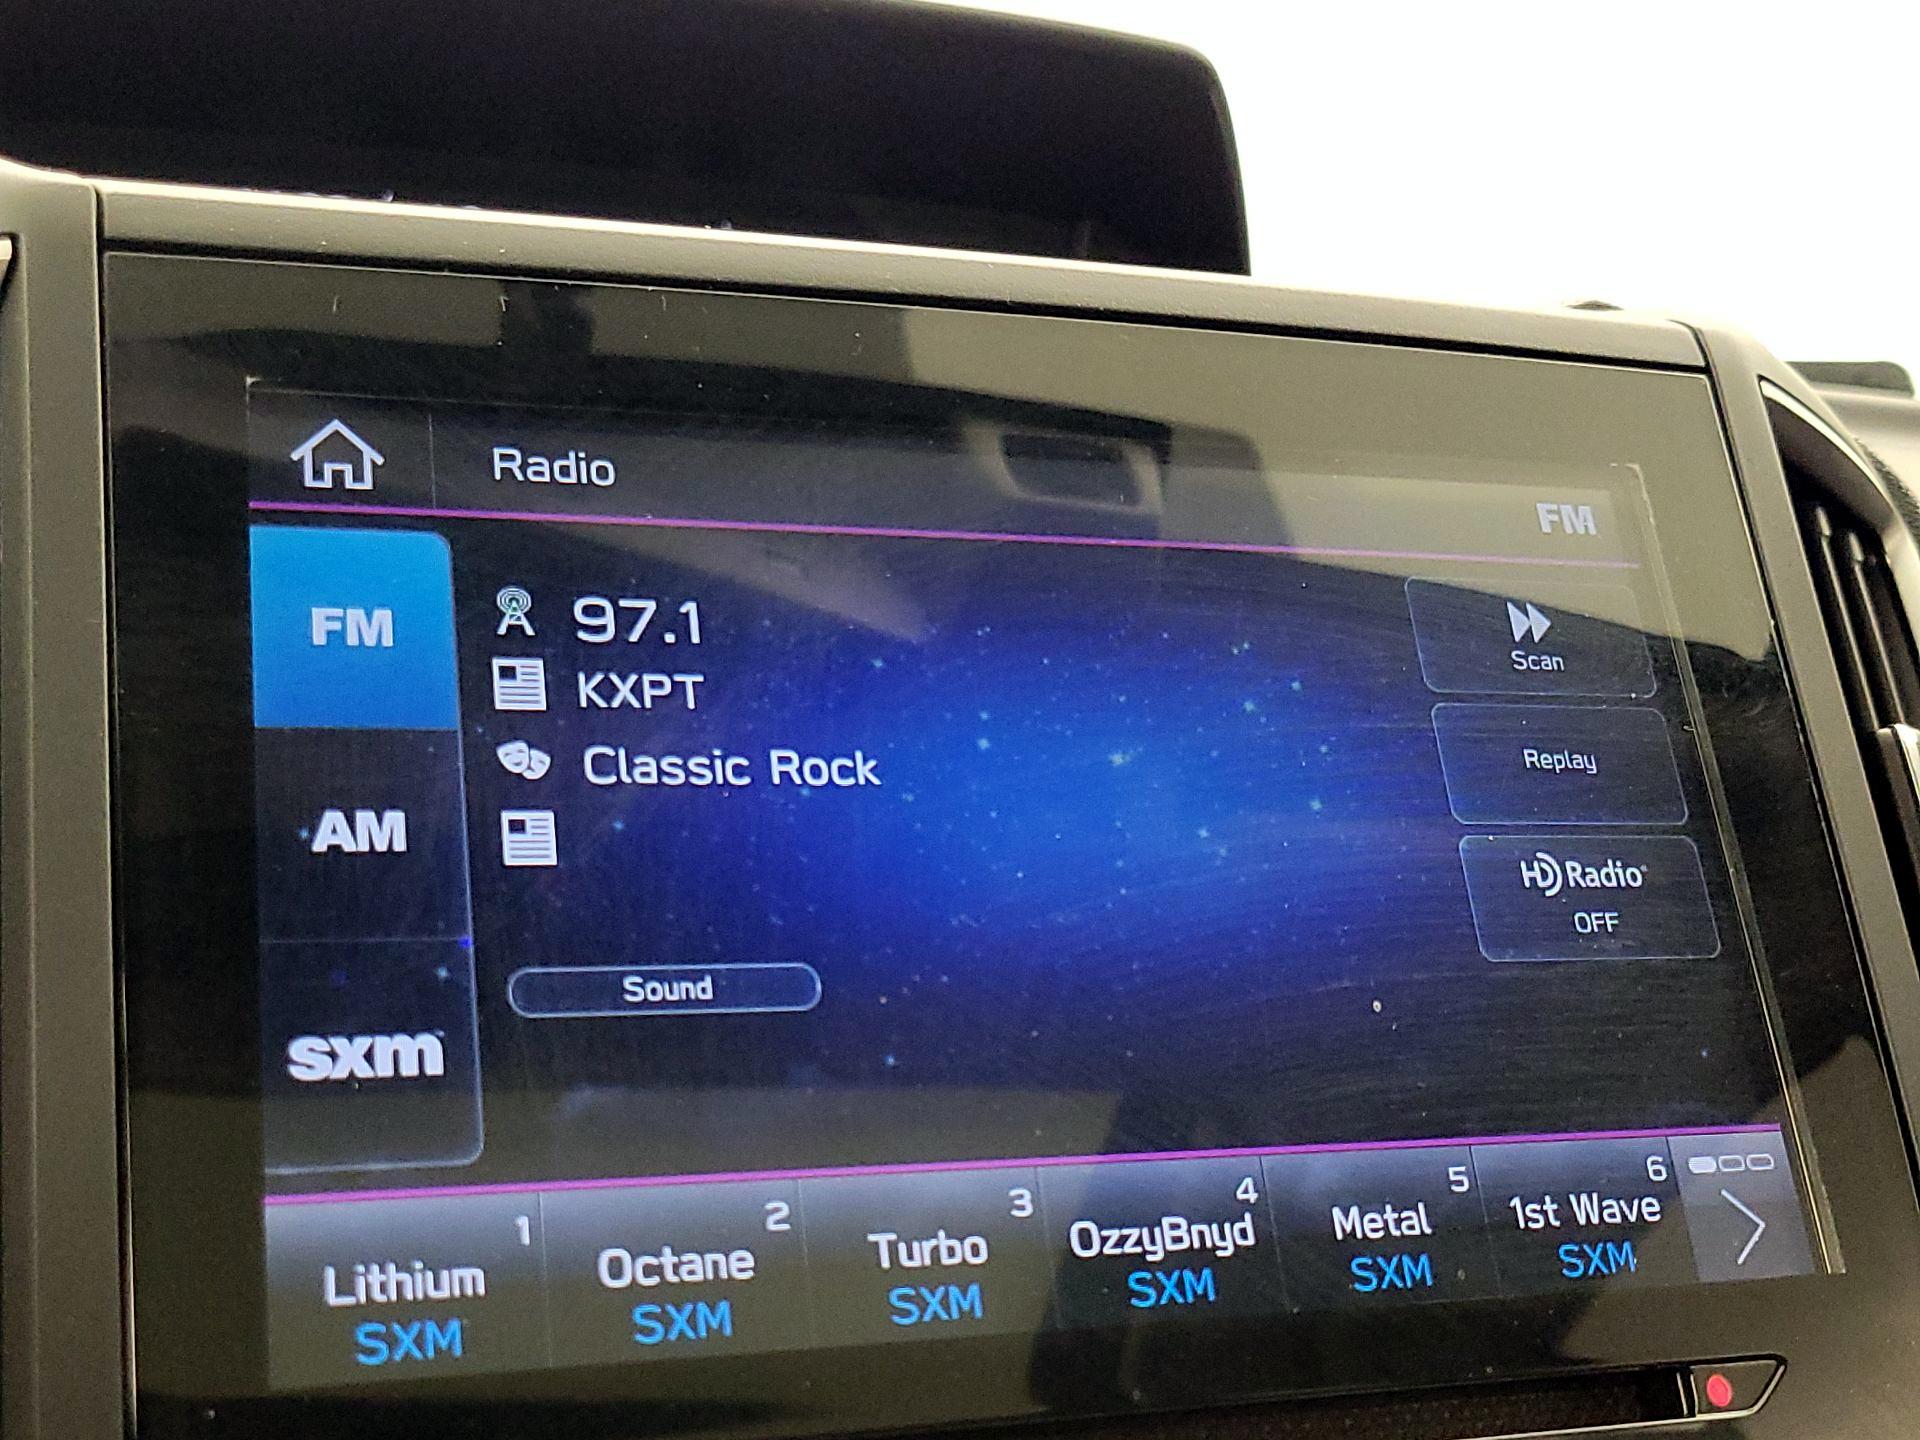 Radio
FM
FM
AM
sxm
97.1
KXPT
Classic Rock
Sound
Scan
Replay
HD Radio
OFF
1
Lithium
SXM
2
Octane
SXM
3
Turbo
SXM
4
OzzyBnyd
SXM
5
Metal
SXM
6
1st Wave
SXM